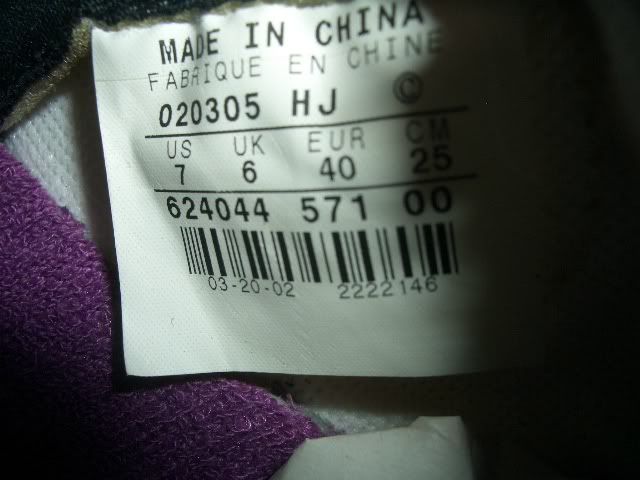 MADE IN CHINA
FABRIQUE EN CHINE
020305 HJ ©
US UK EUR CM
7 6 40 25
624044 571 00
03-20-02 2222146